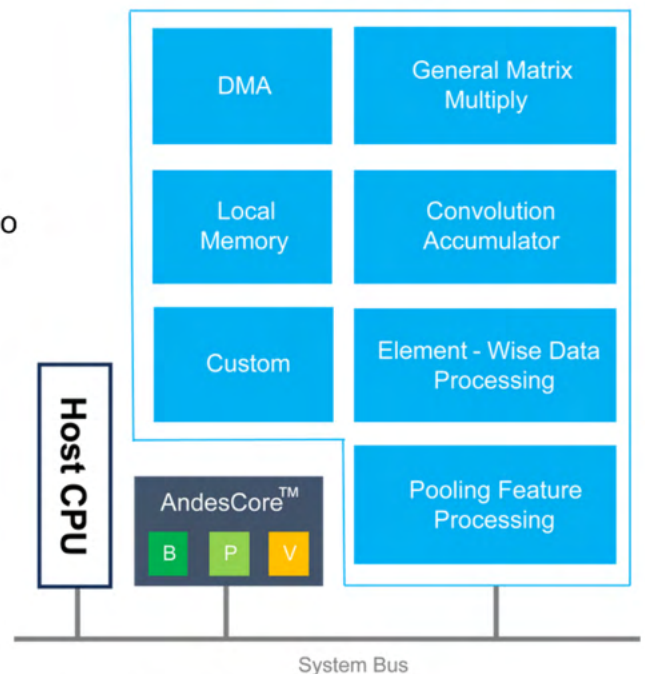 DMA
General Matrix
Multiply
o
Local
Memory
Convolution
Accumulator
Custom
Element - Wise Data
Processing
Host CPU
AndesCore™
B
P
V
Pooling Feature
Processing
System Bus